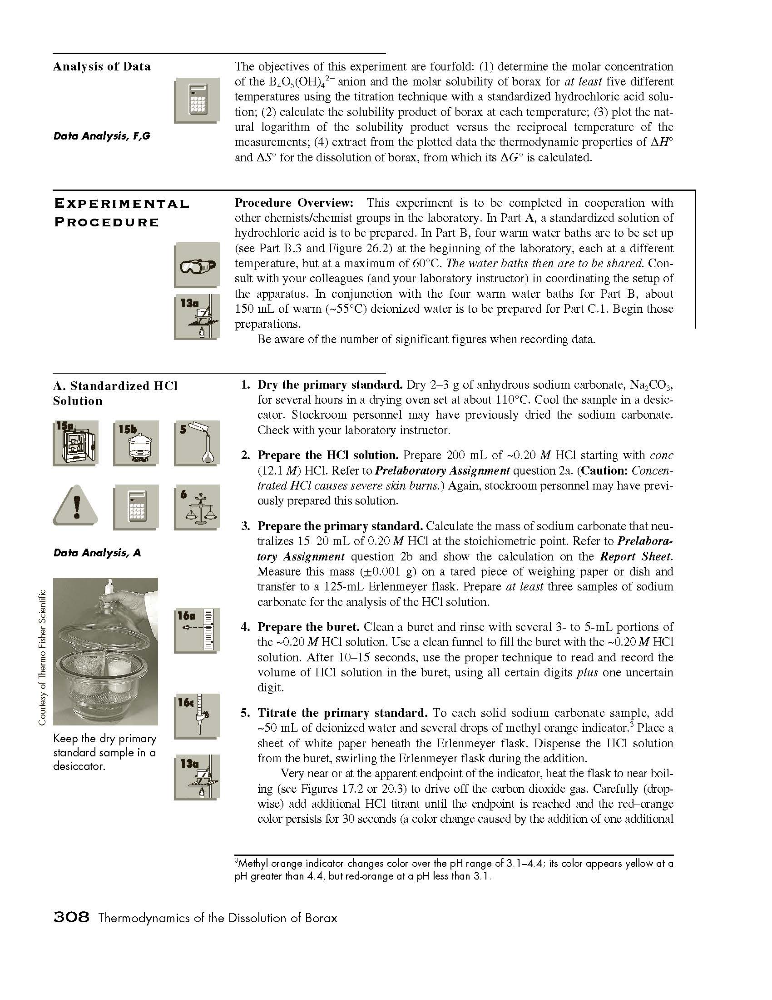 Analysis of Data
Data Analysis, F,G
The objectives of this experiment are fourfold: (1) determine the molar concentration
of the B₄O₅(OH)₄²⁻ anion and the molar solubility of borax for at least five different
temperatures using the titration technique with a standardized hydrochloric acid solu-
tion; (2) calculate the solubility product of borax at each temperature; (3) plot the nat-
ural logarithm of the solubility product versus the reciprocal temperature of the
measurements; (4) extract from the plotted data the thermodynamic properties of ΔH°
and ΔS° for the dissolution of borax, from which its ΔG° is calculated.
EXPERIMENTAL
PROCEDURE
13a
Procedure Overview: This experiment is to be completed in cooperation with
other chemists/chemist groups in the laboratory. In Part A, a standardized solution of
hydrochloric acid is to be prepared. In Part B, four warm water baths are to be set up
(see Part B.3 and Figure 26.2) at the beginning of the laboratory, each at a different
temperature, but at a maximum of 60°C. The water baths then are to be shared. Con-
sult with your colleagues (and your laboratory instructor) in coordinating the setup of
the apparatus. In conjunction with the four warm water baths for Part B, about
150 mL of warm (~55°C) deionized water is to be prepared for Part C.1. Begin those
preparations.
Be aware of the number of significant figures when recording data.
A. Standardized HCl
Solution
15a
15b
5
6
Data Analysis, A
1. Dry the primary standard. Dry 2–3 g of anhydrous sodium carbonate, Na₂CO₃,
for several hours in a drying oven set at about 110°C. Cool the sample in a desic-
cator. Stockroom personnel may have previously dried the sodium carbonate.
Check with your laboratory instructor.
2. Prepare the HCl solution. Prepare 200 mL of ~0.20 M HCl starting with conc
(12.1 M) HCl. Refer to Prelaboratory Assignment question 2a. (Caution: Concen-
trated HCl causes severe skin burns.) Again, stockroom personnel may have previ-
ously prepared this solution.
3. Prepare the primary standard. Calculate the mass of sodium carbonate that neu-
tralizes 15–20 mL of 0.20 M HCl at the stoichiometric point. Refer to Prelabora-
tory Assignment question 2b and show the calculation on the Report Sheet.
Measure this mass (±0.001 g) on a tared piece of weighing paper or dish and
transfer to a 125-mL Erlenmeyer flask. Prepare at least three samples of sodium
carbonate for the analysis of the HCl solution.
16a
4. Prepare the buret. Clean a buret and rinse with several 3- to 5-mL portions of
the ~0.20 M HCl solution. Use a clean funnel to fill the buret with the ~0.20 M HCl
solution. After 10–15 seconds, use the proper technique to read and record the
volume of HCl solution in the buret, using all certain digits plus one uncertain
digit.
Courtesy of Thermo Fisher Scientific
Keep the dry primary
standard sample in a
desiccator.
16c
13a
5. Titrate the primary standard. To each solid sodium carbonate sample, add
~50 mL of deionized water and several drops of methyl orange indicator.³ Place a
sheet of white paper beneath the Erlenmeyer flask. Dispense the HCl solution
from the buret, swirling the Erlenmeyer flask during the addition.
Very near or at the apparent endpoint of the indicator, heat the flask to near boil-
ing (see Figures 17.2 or 20.3) to drive off the carbon dioxide gas. Carefully (drop-
wise) add additional HCl titrant until the endpoint is reached and the red–orange
color persists for 30 seconds (a color change caused by the addition of one additional
³Methyl orange indicator changes color over the pH range of 3.1–4.4; its color appears yellow at a
pH greater than 4.4, but red-orange at a pH less than 3.1.
308 Thermodynamics of the Dissolution of Borax